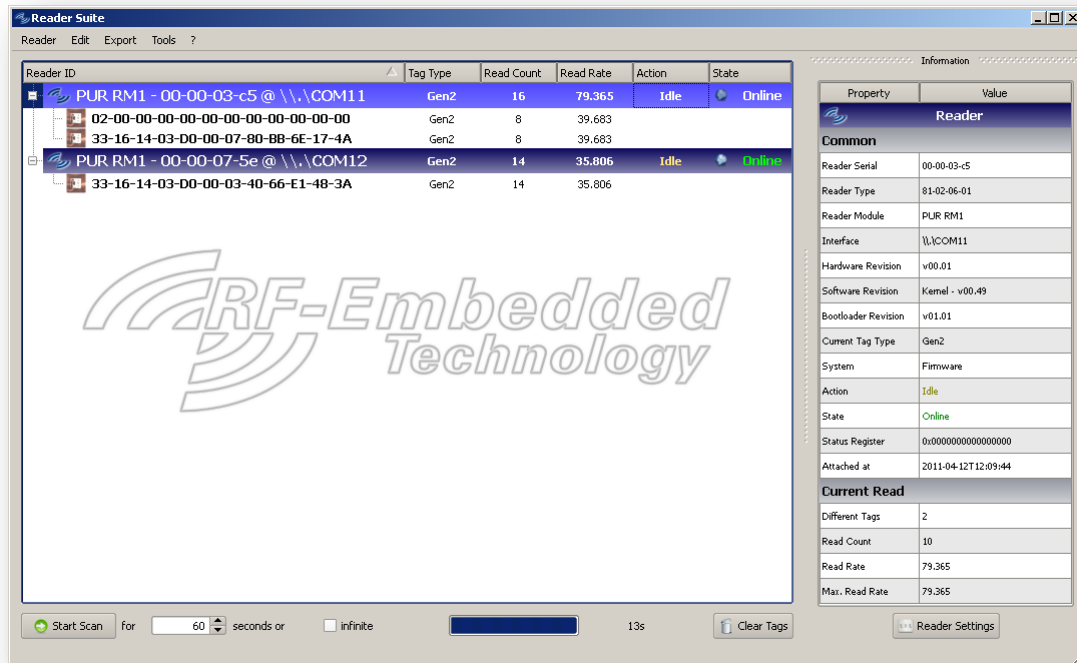 Reader Suite
Reader Edit Export Tools ?
Reader ID Tag Type Read Count Read Rate Action State
PUR RM1 - 00-00-03-c5 @ \\.\COM11 Gen2 16 79.365 Idle Online
02-00-00-00-00-00-00-00-00-00-00-00 Gen2 8 39.683
33-16-14-03-D0-00-07-80-BB-6E-17-4A Gen2 8 39.683
PUR RM1 - 00-00-07-5e @ \\.\COM12 Gen2 14 35.806 Idle Online
33-16-14-03-D0-00-03-40-66-E1-48-3A Gen2 14 35.806
RF-Embedded
Technology
Start Scan for 60 seconds or infinite 13s Clear Tags
Information
Property Value
Reader
Common
Reader Serial 00-00-03-c5
Reader Type 81-02-06-01
Reader Module PUR RM1
Interface \\.\COM11
Hardware Revision v00.01
Software Revision Kernel - v00.49
Bootloader Revision v01.01
Current Tag Type Gen2
System Firmware
Action Idle
State Online
Status Register 0x0000000000000000
Attached at 2011-04-12T12:09:44
Current Read
Different Tags 2
Read Count 10
Read Rate 79.365
Max. Read Rate 79.365
Reader Settings